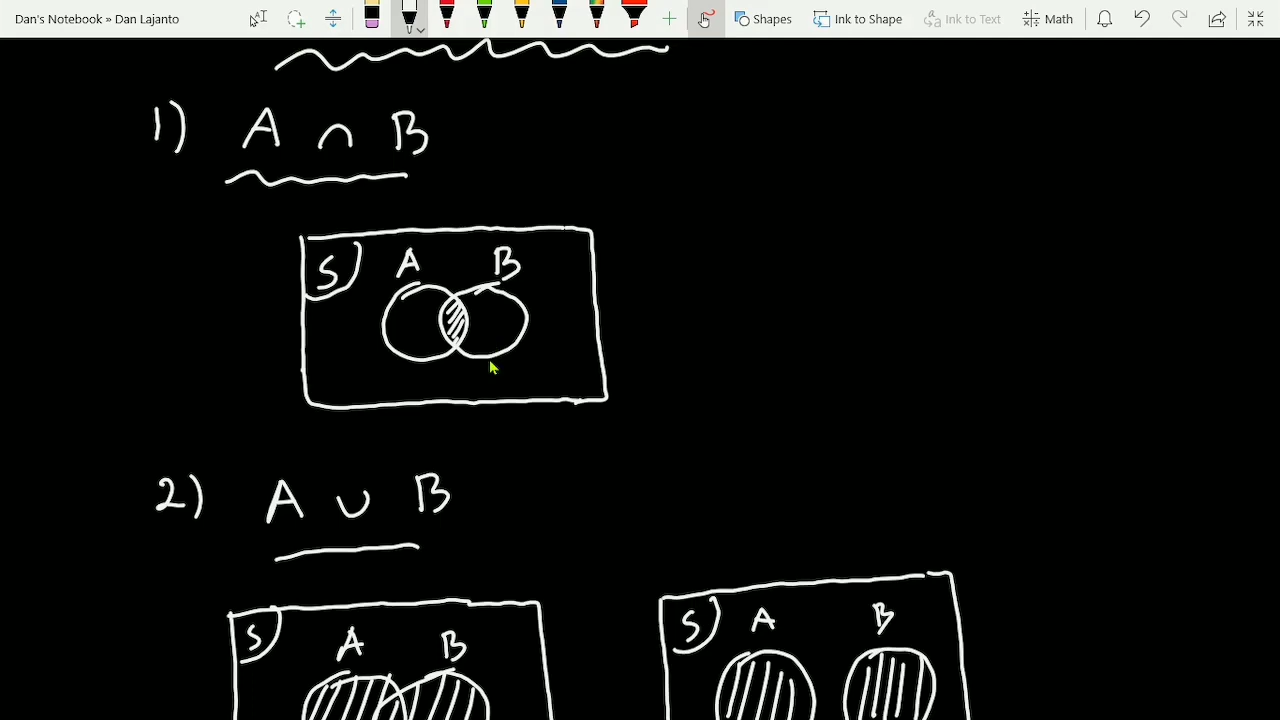 Dan's Notebook » Dan Lajanto
Shapes
Ink to Shape
Ink to Text
Math
1) A ∩ B
S A B
2) A ∪ B
S A B
S A B